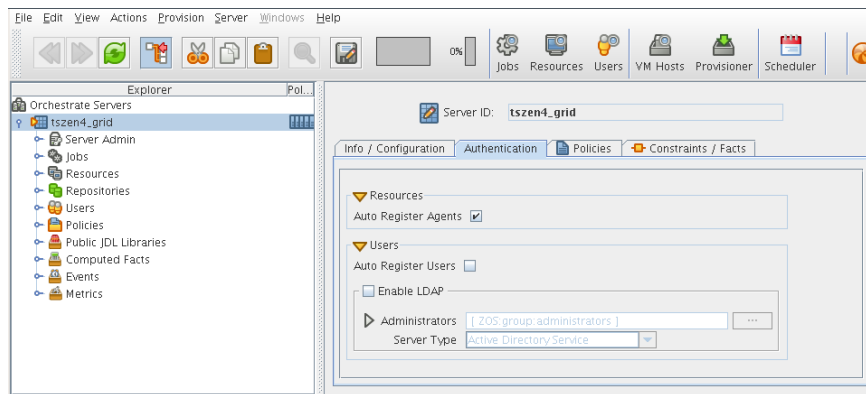 File Edit View Actions Provision Server Windows Help
0%
Jobs Resources Users VM Hosts Provisioner Scheduler
Explorer Pol...
Orchestrate Servers
tszen4_grid
Server Admin
Jobs
Resources
Repositories
Users
Policies
Public JDL Libraries
Computed Facts
Events
Metrics
Server ID: tszen4_grid
Info / Configuration Authentication Policies Constraints / Facts
Resources
Auto Register Agents
Users
Auto Register Users
Enable LDAP
Administrators [ ZOS:group:administrators ] ...
Server Type Active Directory Service